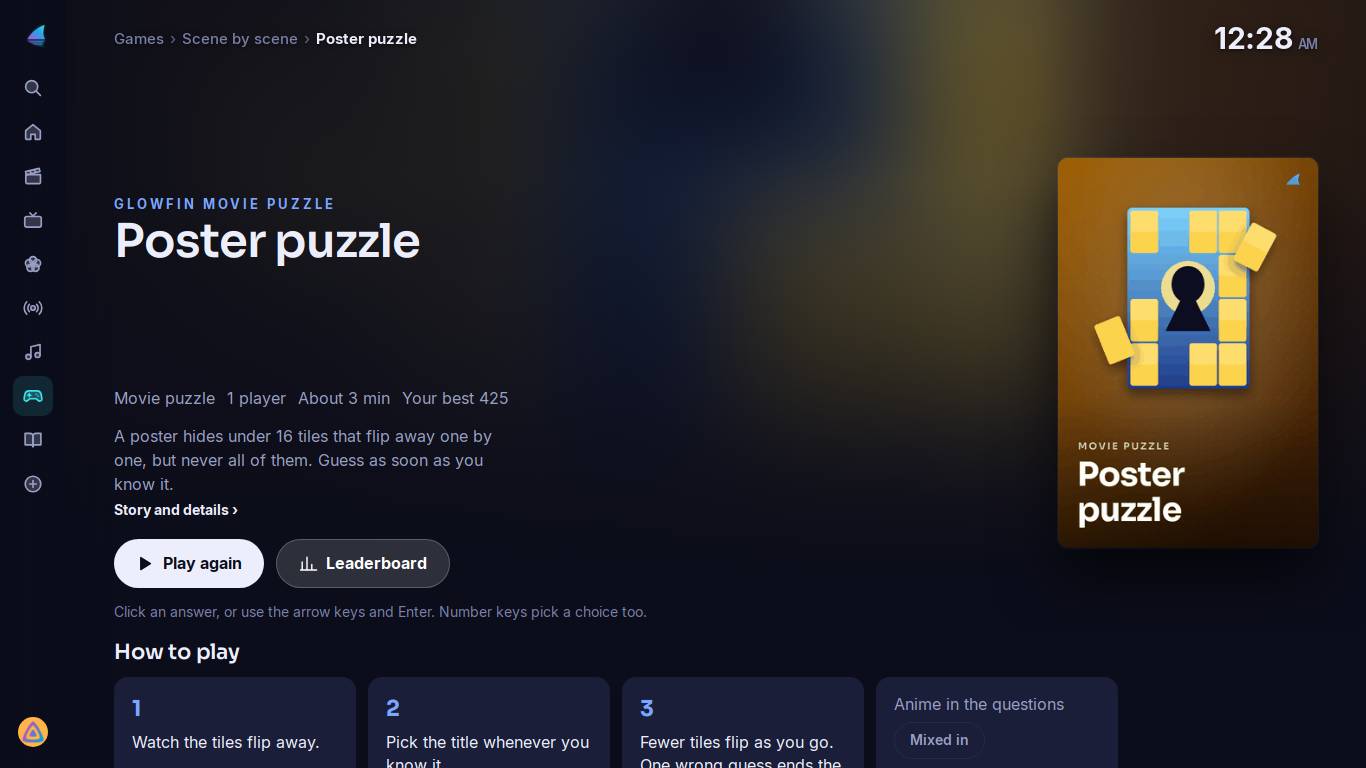 Games › Scene by scene › Poster puzzle
12:28 AM
GLOWFIN MOVIE PUZZLE
Poster puzzle
Movie puzzle 1 player About 3 min Your best 425
A poster hides under 16 tiles that flip away one by
one, but never all of them. Guess as soon as you
know it.
Story and details ›
Play again
Leaderboard
Click an answer, or use the arrow keys and Enter. Number keys pick a choice too.
MOVIE PUZZLE
Poster
puzzle
How to play
1
Watch the tiles flip away.
2
Pick the title whenever you
know it.
3
Fewer tiles flip as you go.
One wrong guess ends the
Anime in the questions
Mixed in